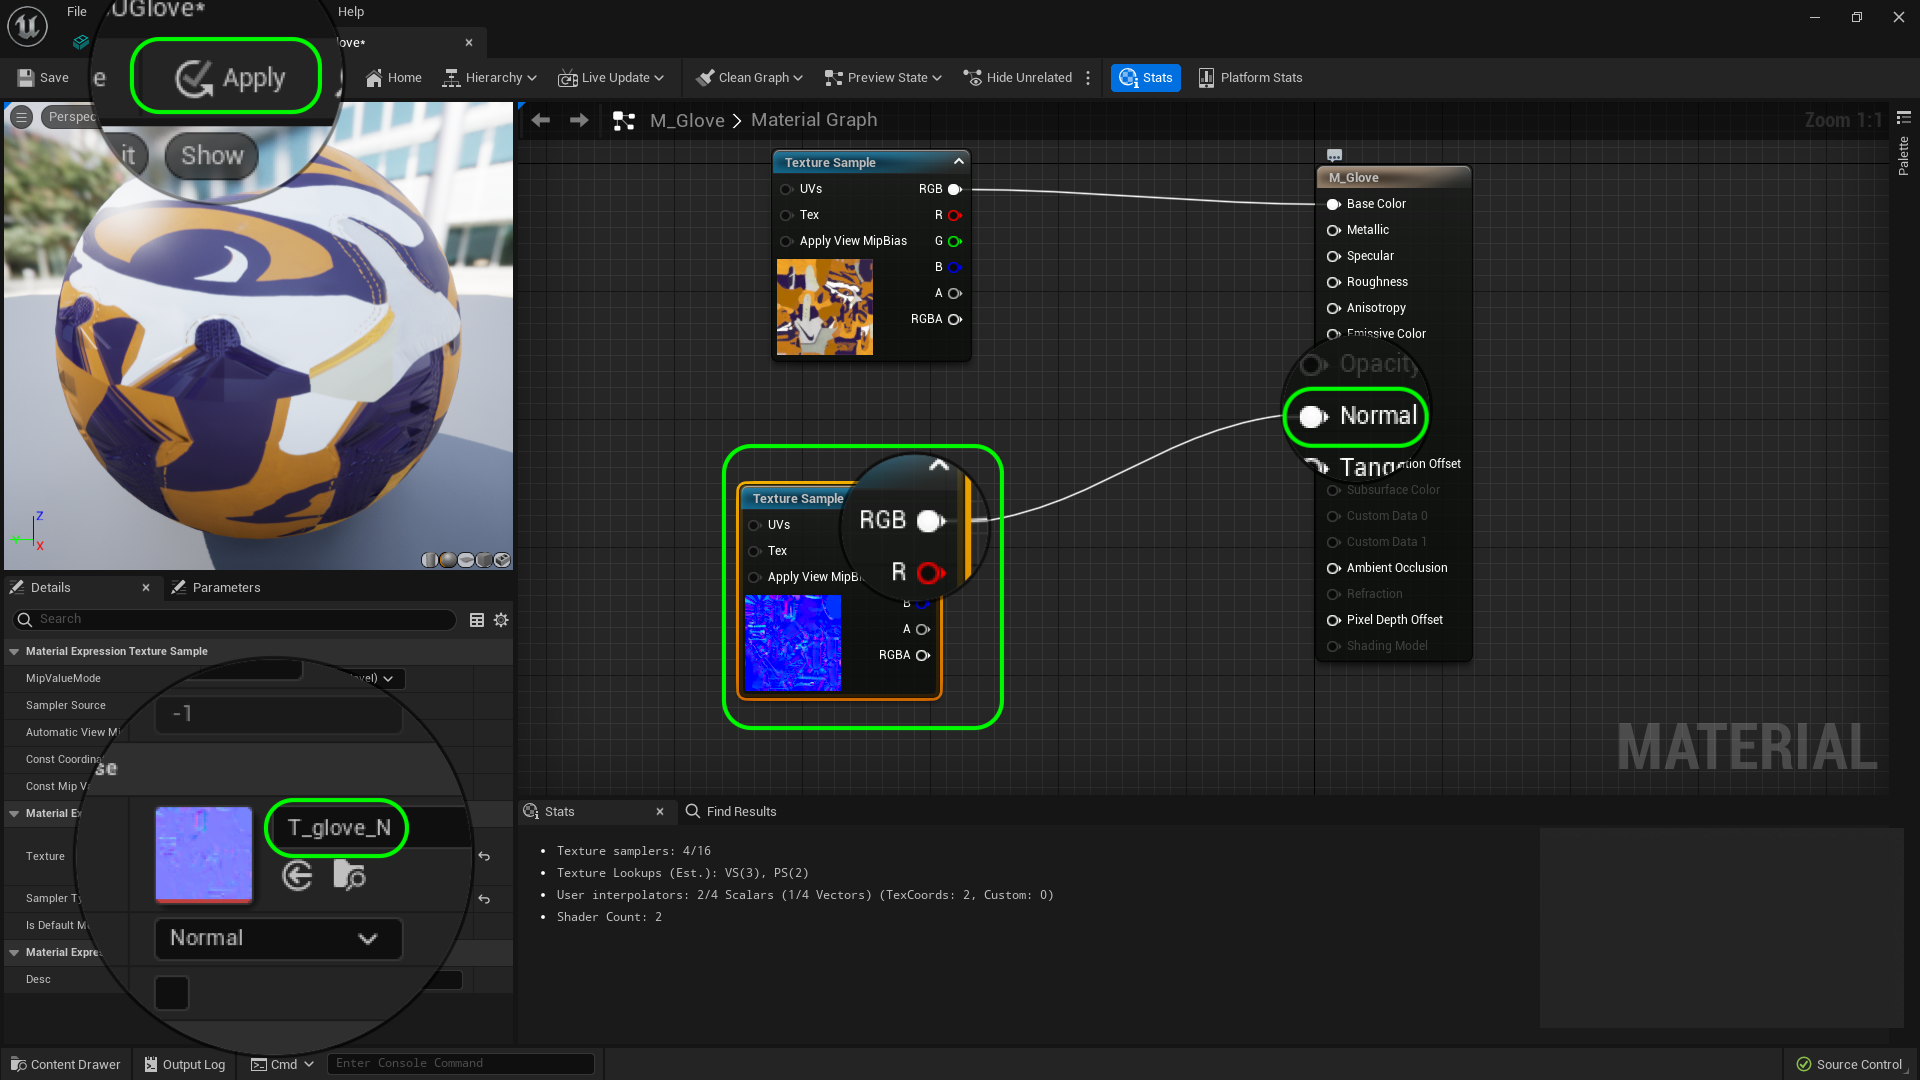 File
UGlove*
Help
love*
Save
e
Apply
Home
Hierarchy
Live Update
Clean Graph
Preview State
Hide Unrelated
Stats
Platform Stats
Perspec
it
Show
M_Glove > Material Graph
Zoom 1:1
Palette
Texture Sample
UVs
RGB
Tex
R
Apply View MipBias
G
B
A
RGBA
M_Glove
Base Color
Metallic
Specular
Roughness
Anisotropy
Emissive Color
Opacity
Normal
Tang
tion Offset
Subsurface Color
Custom Data 0
Custom Data 1
Ambient Occlusion
Refraction
Pixel Depth Offset
Shading Model
Texture Sample
UVs
RGB
Tex
R
Apply View MipBi
B
A
RGBA
MATERIAL
Z
Y
X
Details
Parameters
Search
Material Expression Texture Sample
MipValueMode
evel)
Sampler Source
-1
Automatic View Mi
Const Coordina
se
Const Mip V
Material Ex
T_glove_N
Texture
Sampler Ty
Is Default M
Normal
Material Expre
Desc
Stats
Find Results
• Texture samplers: 4/16
• Texture Lookups (Est.): VS(3), PS(2)
• User interpolators: 2/4 Scalars (1/4 Vectors) (TexCoords: 2, Custom: 0)
• Shader Count: 2
Content Drawer
Output Log
Cmd
Enter Console Command
Source Control